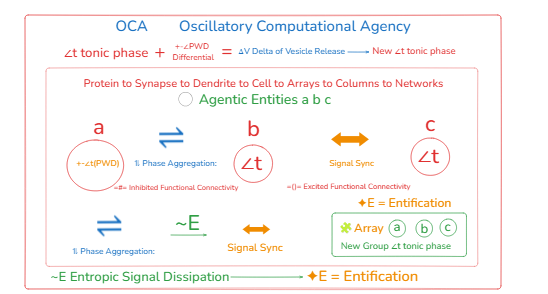 OCA Oscillatory Computational Agency
∠t tonic phase + +-∠PWD Differential = ΔV Delta of Vesicle Release → New ∠t tonic phase
Protein to Synapse to Dendrite to Cell to Arrays to Columns to Networks
Agentic Entities a b c
a b c
+-∠t(PWD) ⥮ Phase Aggregation: ∠t Signal Sync ∠t
=#= Inhibited Functional Connectivity =()= Excited Functional Connectivity
✦E = Entification
~E
Array a b c
⥮ Phase Aggregation: Signal Sync
New Group ∠t tonic phase
~E Entropic Signal Dissipation → ✦E = Entification